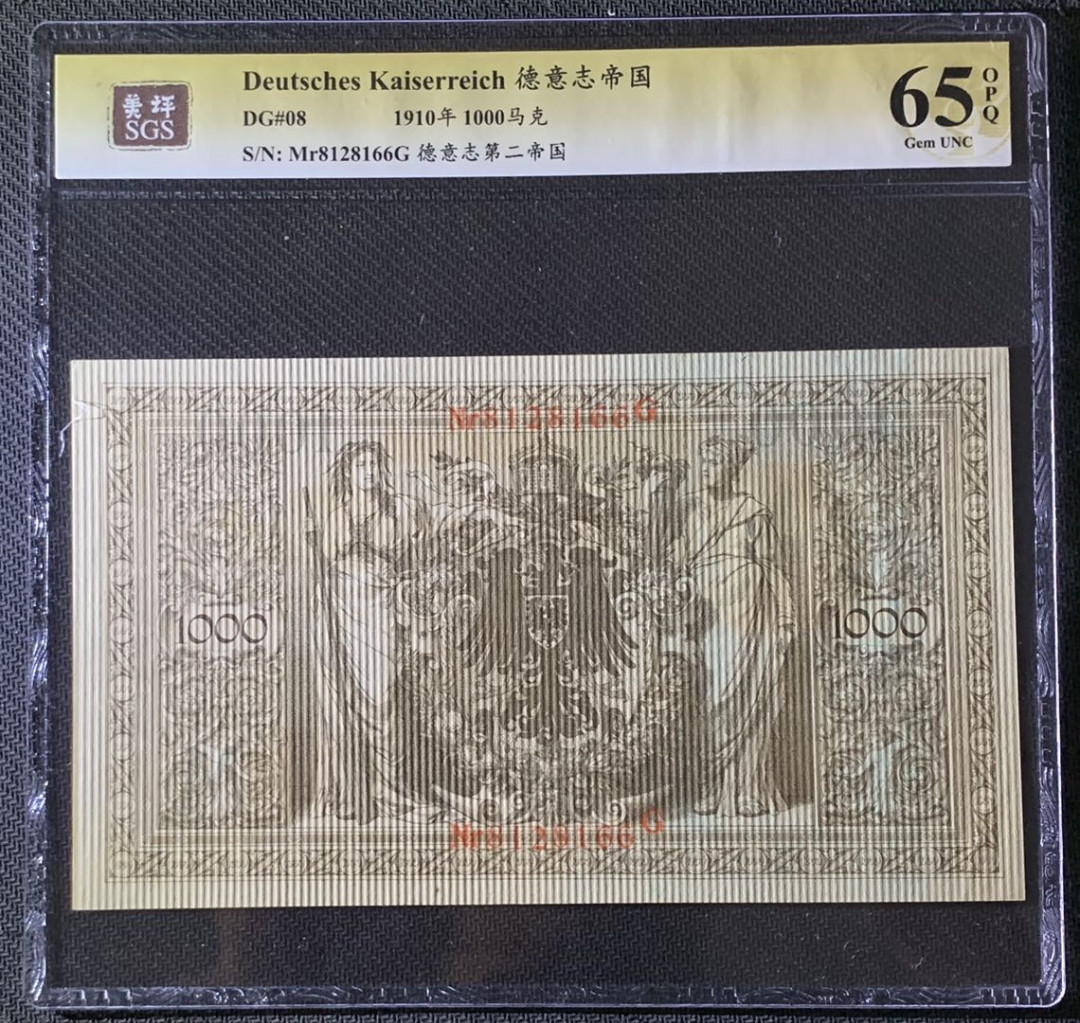 美评
SGS
Deutsches Kaiserreich 德意志帝国
DG#08 1910年 1000马克
S/N: Mr8128166G 德意志第二帝国
65 OPQ
Gem UNC
Nr8128166G
1000 1000
Nr8128166G